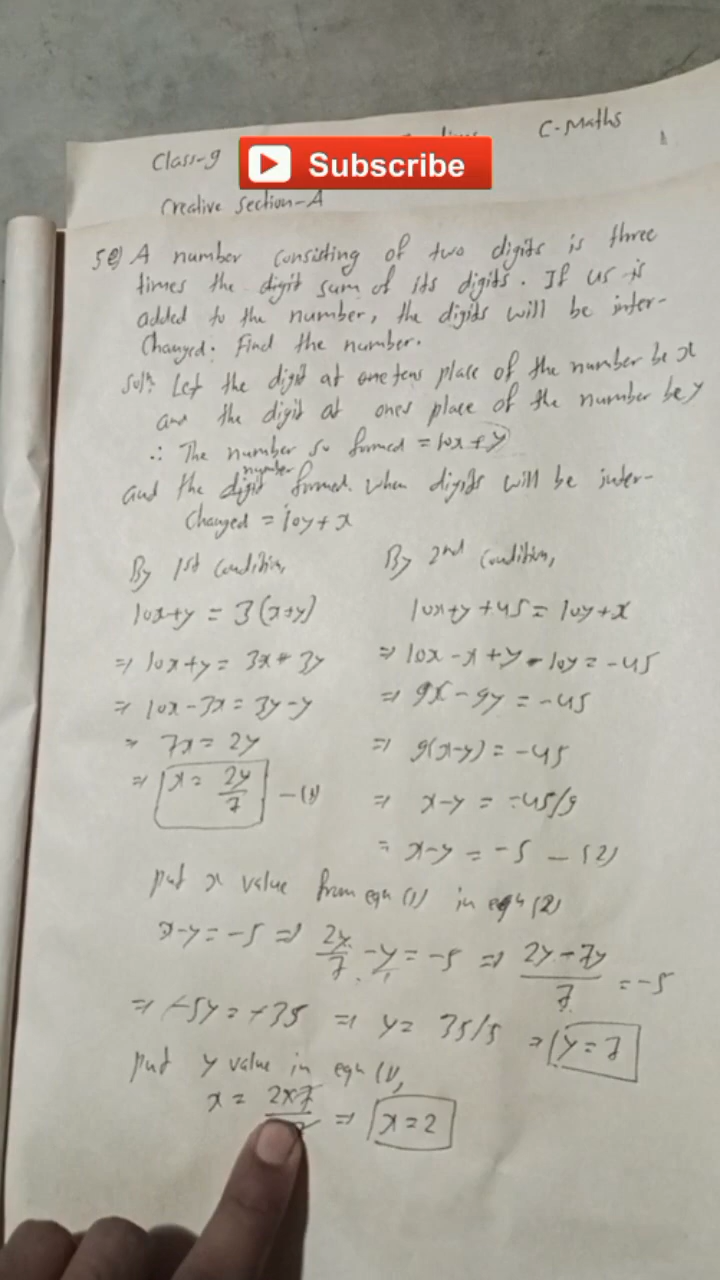 C-Maths
Class-9
Subscribe
Creative Section-A
5e) A number consisting of two digits is three
times the digit sum of its digits. If 45 is
added to the number, the digits will be inter-
Changed. Find the number.
Solⁿ: Let the digit at one tens place of the number be x
and the digit at ones place of the number be y
∴ The number so formed = 10x + y
number
and the digit formed when digits will be inter-
Changed = 10y + x
By 1st Condition,
10x+y = 3(x+y)
⇒ 10x+y = 3x + 3y
⇒ 10x - 3x = 3y - y
⇒ 7x = 2y
⇒ x = 2y/7 — (1)
By 2nd Condition,
10x+y+45 = 10y+x
⇒ 10x - x + y - 10y = -45
⇒ 9x - 9y = -45
⇒ 9(x-y) = -45
⇒ x-y = -45/9
= x-y = -5 — (2)
put x value from eqn (1) in eqn (2)
x-y = -5 ⇒ 2y/7 - y/1 = -5 ⇒ 2y-7y/7 = -5
⇒ -5y = -35 ⇒ y = 35/5 ⇒ y = 7
put y value in eqn (1),
x = 2x7/7 ⇒ x = 2